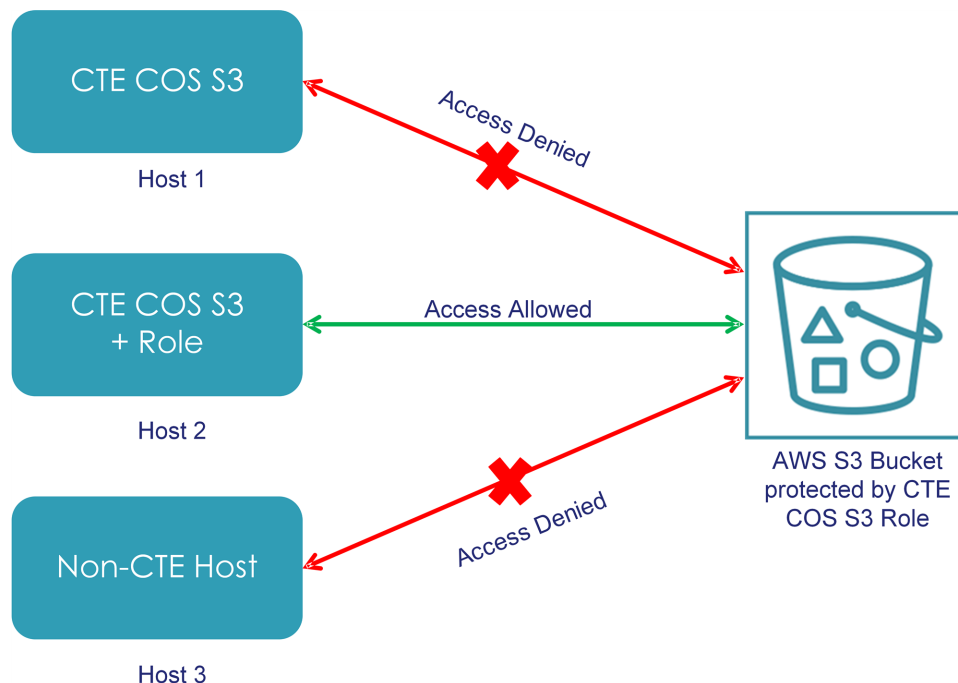 CTE COS S3
Host 1
Access Denied
CTE COS S3
+ Role
Host 2
Access Allowed
Non-CTE Host
Host 3
Access Denied
AWS S3 Bucket
protected by CTE
COS S3 Role